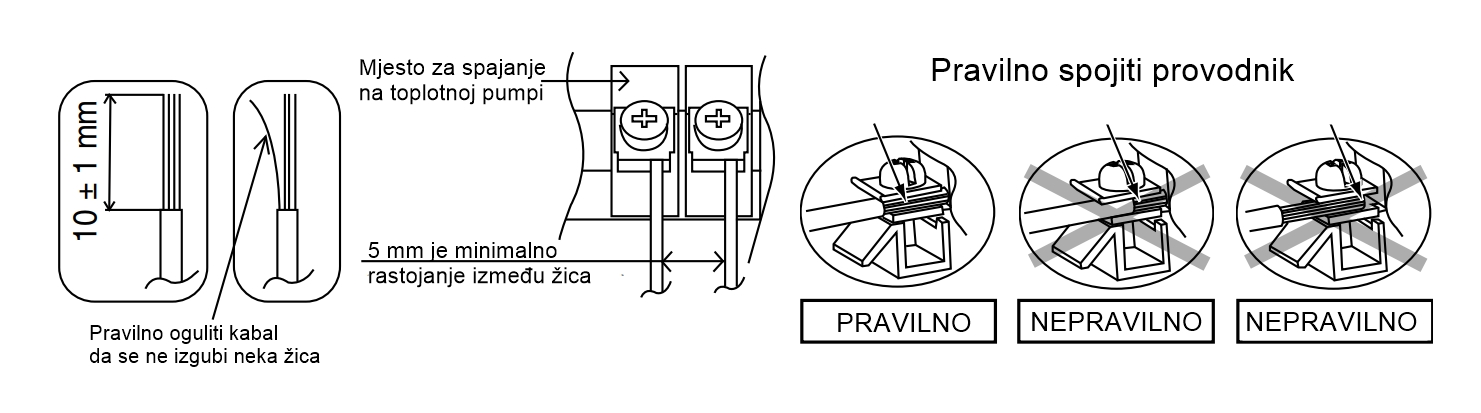 10 ± 1 mm
Pravilno oguliti kabal
da se ne izgubi neka žica
Mjesto za spajanje
na toplotnoj pumpi
5 mm je minimalno
rastojanje između žica
Pravilno spojiti provodnik
PRAVILNO
NEPRAVILNO
NEPRAVILNO